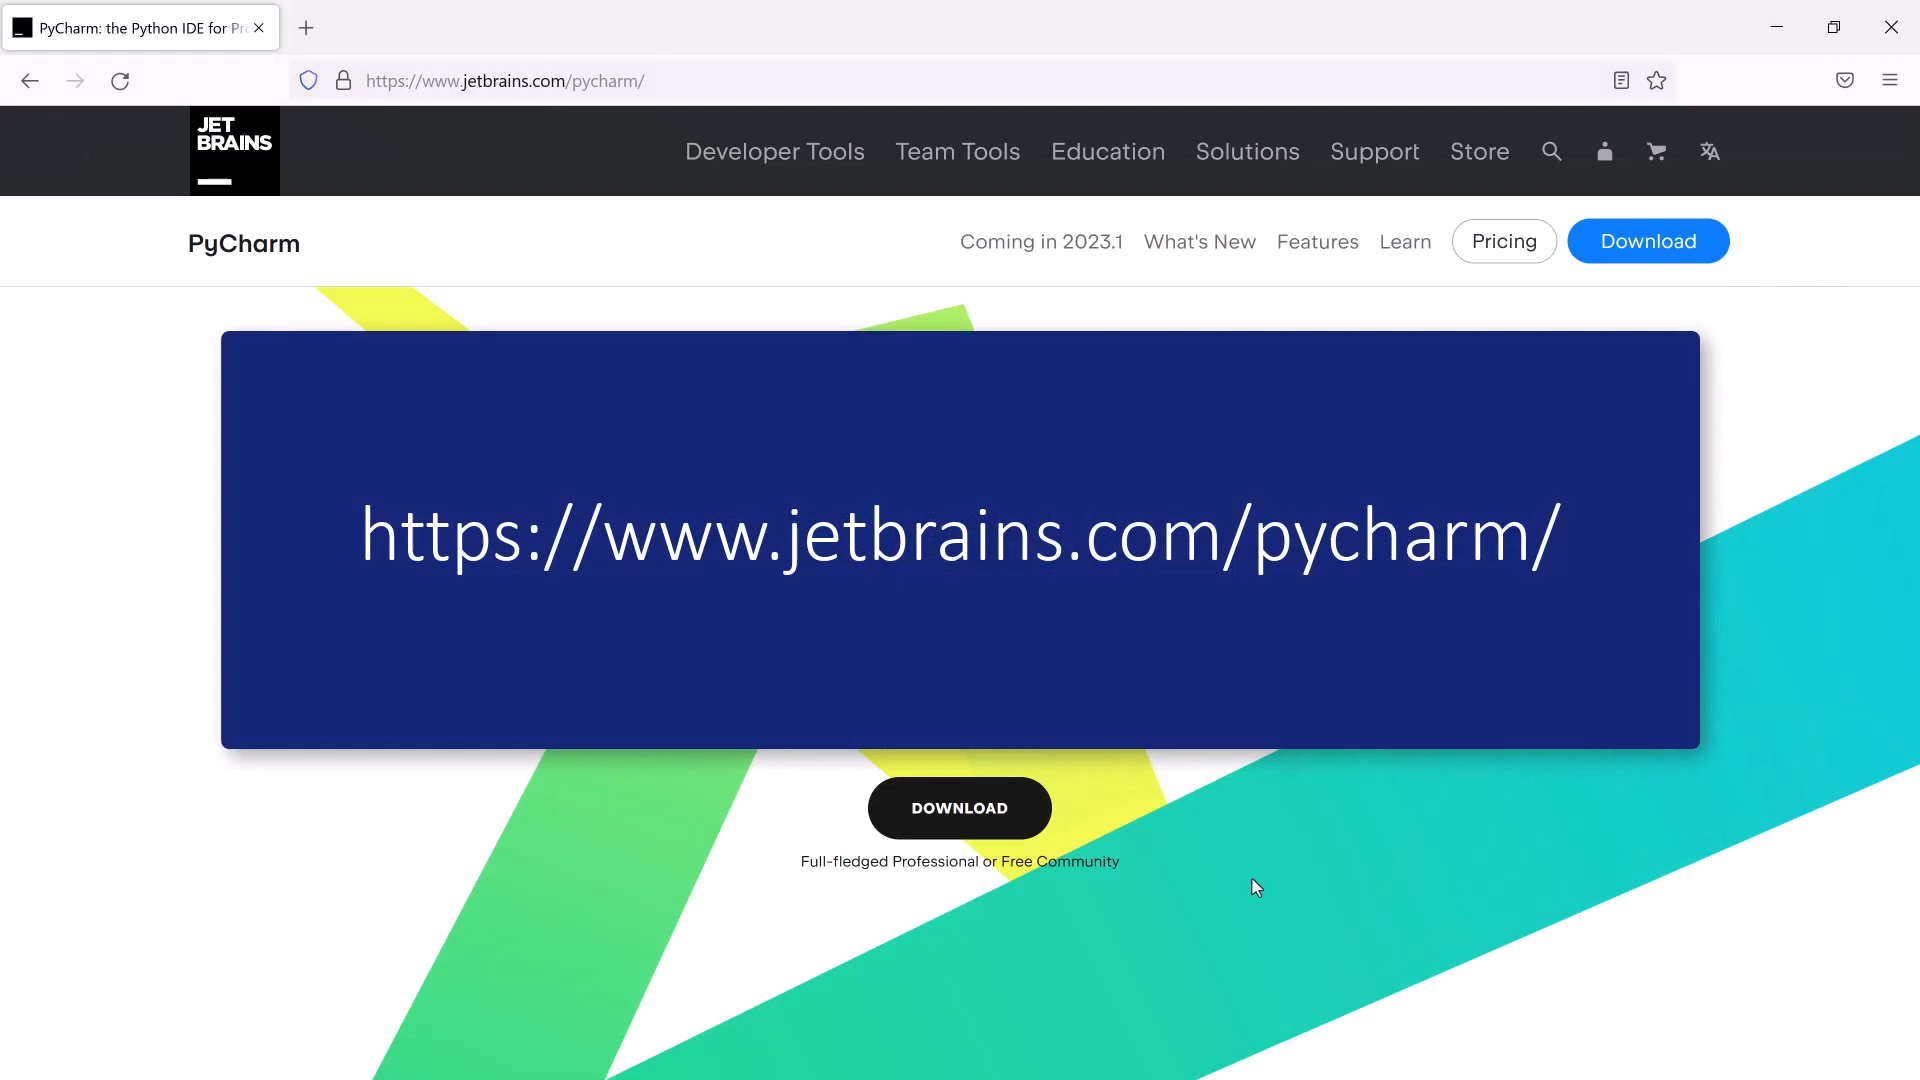 PyCharm: the Python IDE for Pro
https://www.jetbrains.com/pycharm/
JET
BRAINS
Developer Tools
Team Tools
Education
Solutions
Support
Store
PyCharm
Coming in 2023.1
What's New
Features
Learn
Pricing
Download
https://www.jetbrains.com/pycharm/
DOWNLOAD
Full-fledged Professional or Free Community